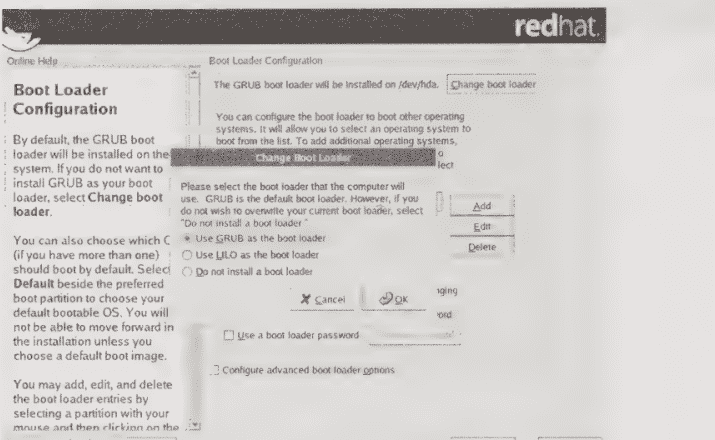 redhat.
Online Help
Boot Loader
Configuration
By default, the GRUB boot
loader will be installed on the
system. If you do not want to
install GRUB as your boot
loader, select Change boot
loader.
You can also choose which
(if you have more than one)
should boot by default. Select
Default beside the preferred
boot partition to choose your
default bootable OS. You will
not be able to move forward in
the installation unless you
choose a default boot image.
You may add, edit, and delete
the boot loader entries by
selecting a partition with your
mouse and then clicking on the
Boot Loader Configuration
The GRUB boot loader will be installed on /dev/hda.
Change boot loader
You can configure the boot loader to boot other operating
systems. It will allow you to select an operating system to
boot from the list. To add additional operating systems,
Change Boot Loader
Please select the boot loader that the computer will
use. GRUB is the default boot loader. However, if you
do not wish to overwrite your current boot loader, select
"Do not install a boot loader."
Use GRUB as the boot loader
Use LILO as the boot loader
Do not install a boot loader
Cancel
OK
Add
Edit
Delete
Use a boot loader password
Configure advanced boot loader options